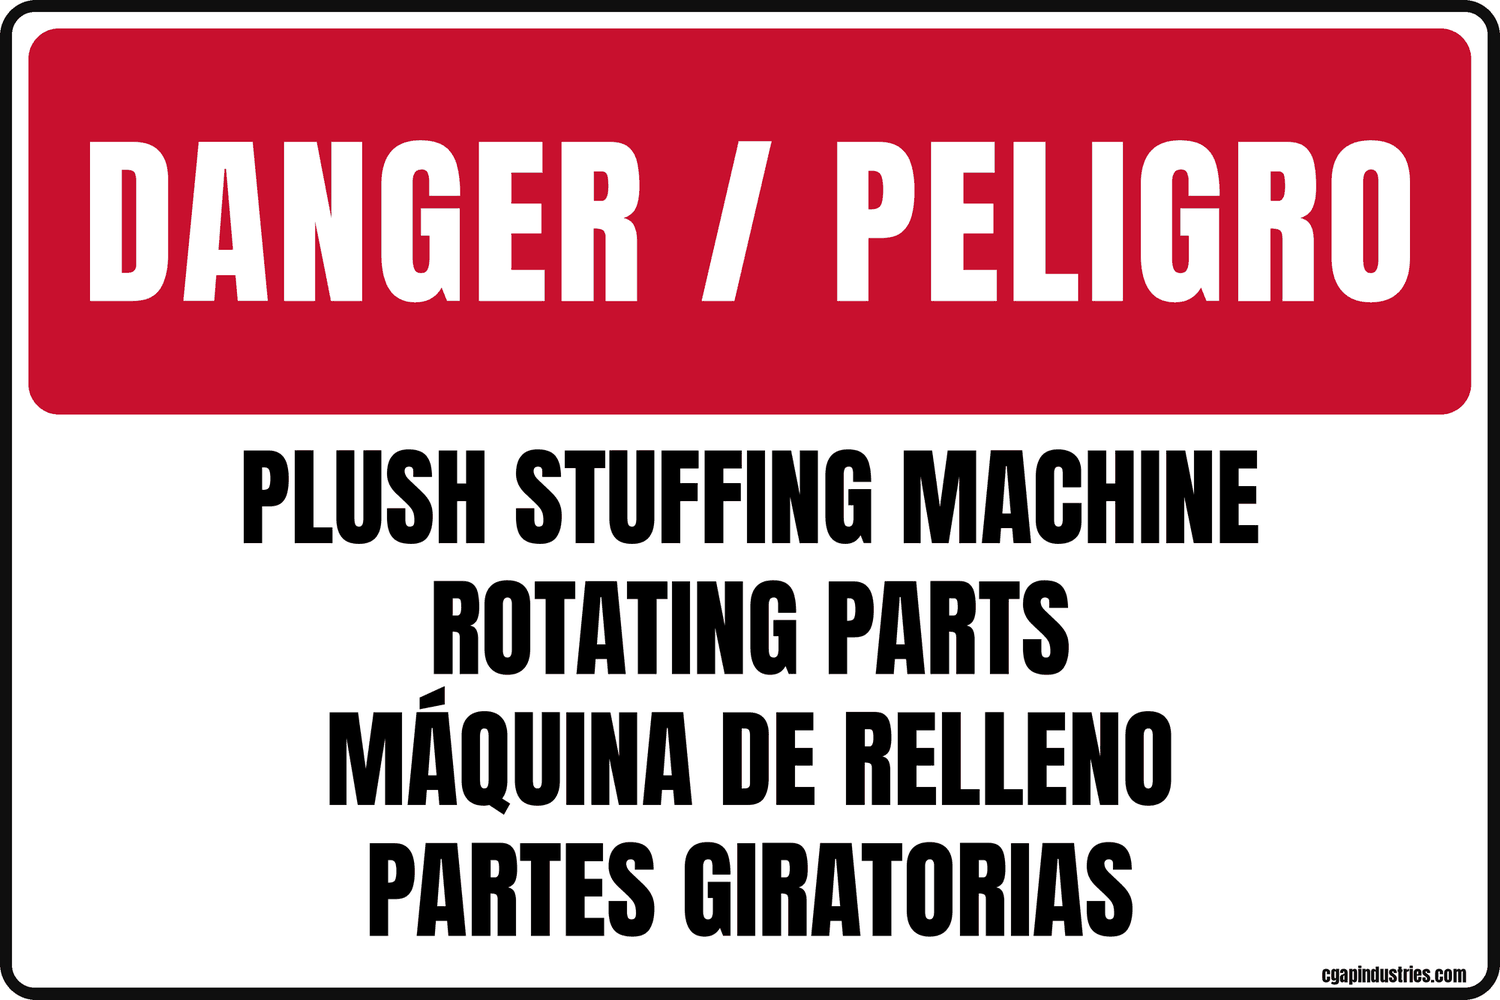 DANGER / PELIGRO
PLUSH STUFFING MACHINE
ROTATING PARTS
MÁQUINA DE RELLENO
PARTES GIRATORIAS
cgapindustries.com